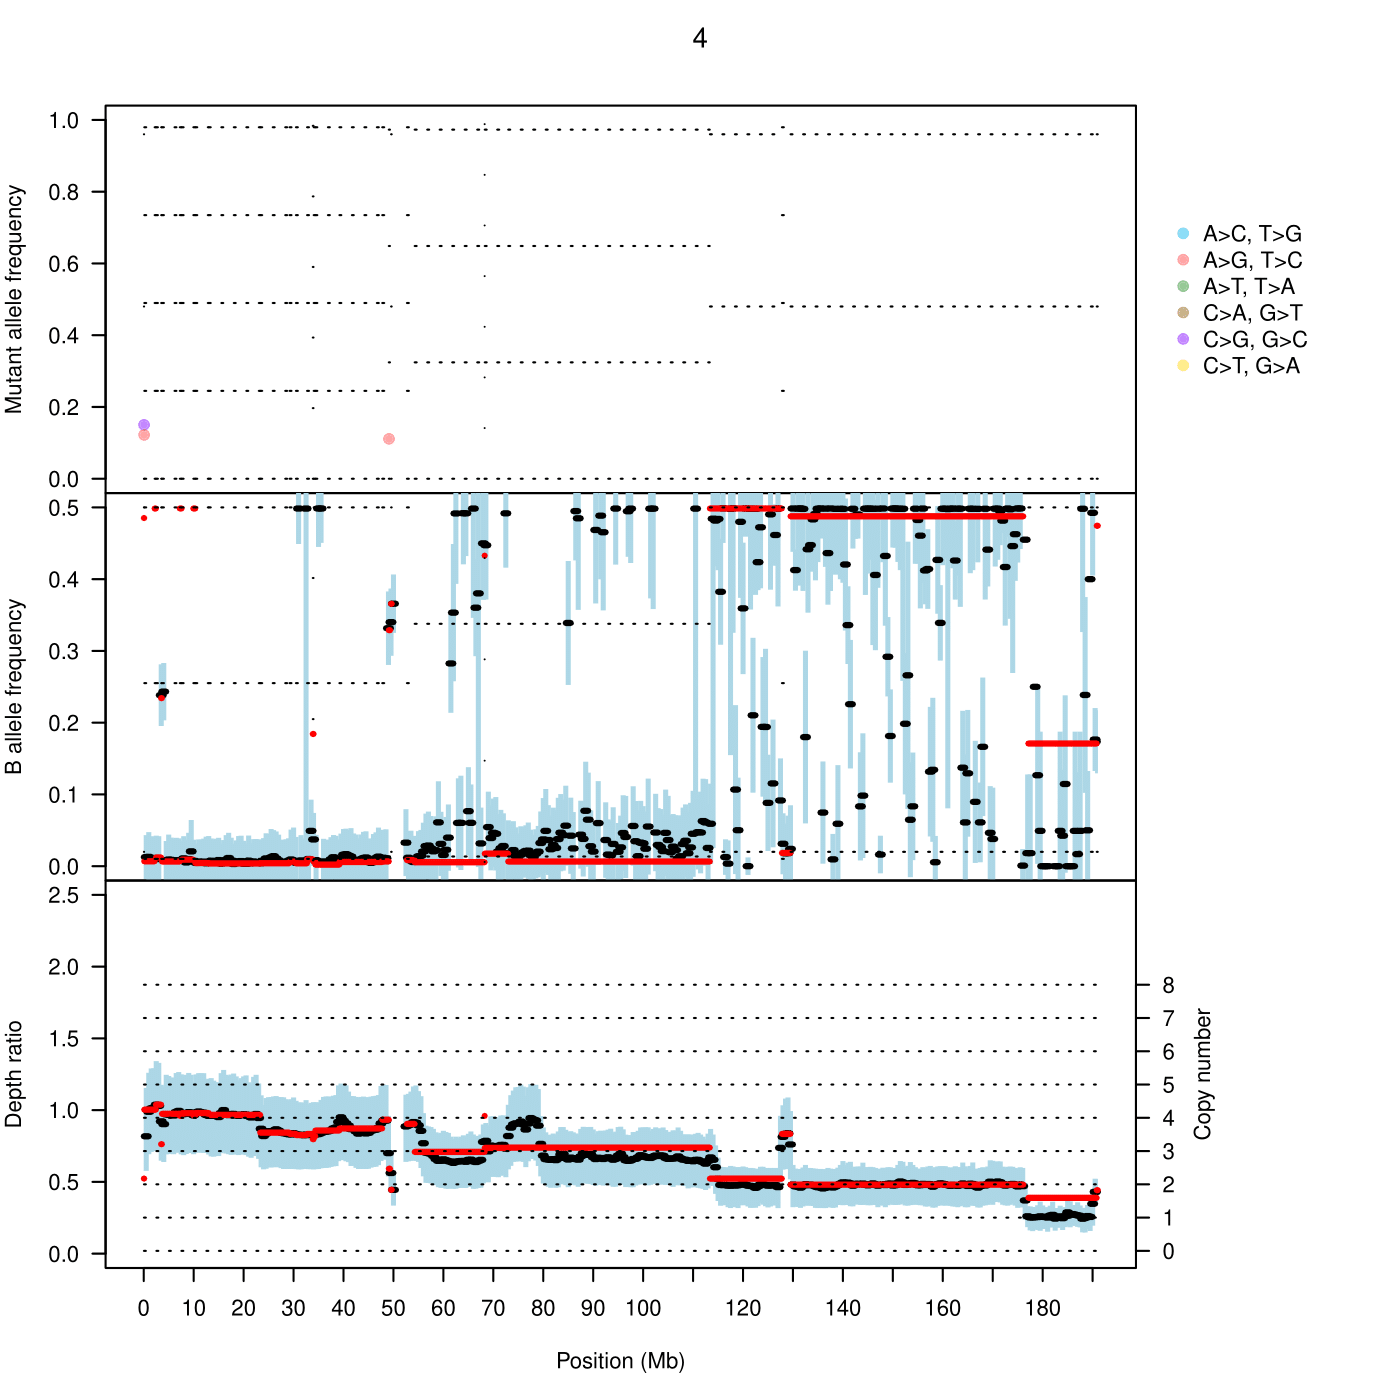 4
Mutant allele frequency
1.0
0.8
0.6
0.4
0.2
0.0
A>C, T>G
A>G, T>C
A>T, T>A
C>A, G>T
C>G, G>C
C>T, G>A
B allele frequency
0.5
0.4
0.3
0.2
0.1
0.0
Depth ratio
2.5
2.0
1.5
1.0
0.5
0.0
8
7
6
5
4
3
2
1
0
Copy number
0 10 20 30 40 50 60 70 80 90 100 120 140 160 180
Position (Mb)